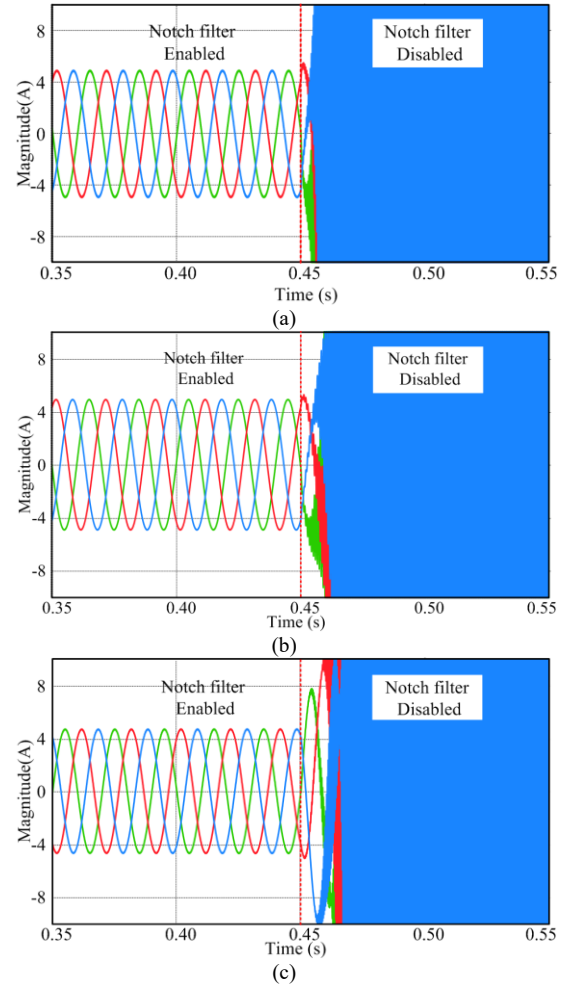 8
Notch filter
Enabled
Notch filter
Disabled
4
0
-4
-8
Magnitude(A)
0.35
0.40
0.45
0.50
0.55
Time (s)
(a)
8
Notch filter
Enabled
Notch filter
Disabled
4
0
-4
-8
Magnitude(A)
0.35
0.40
0.45
0.50
0.55
Time (s)
(b)
8
Notch filter
Enabled
Notch filter
Disabled
4
0
-4
-8
Magnitude(A)
0.35
0.40
0.45
0.50
0.55
Time (s)
(c)